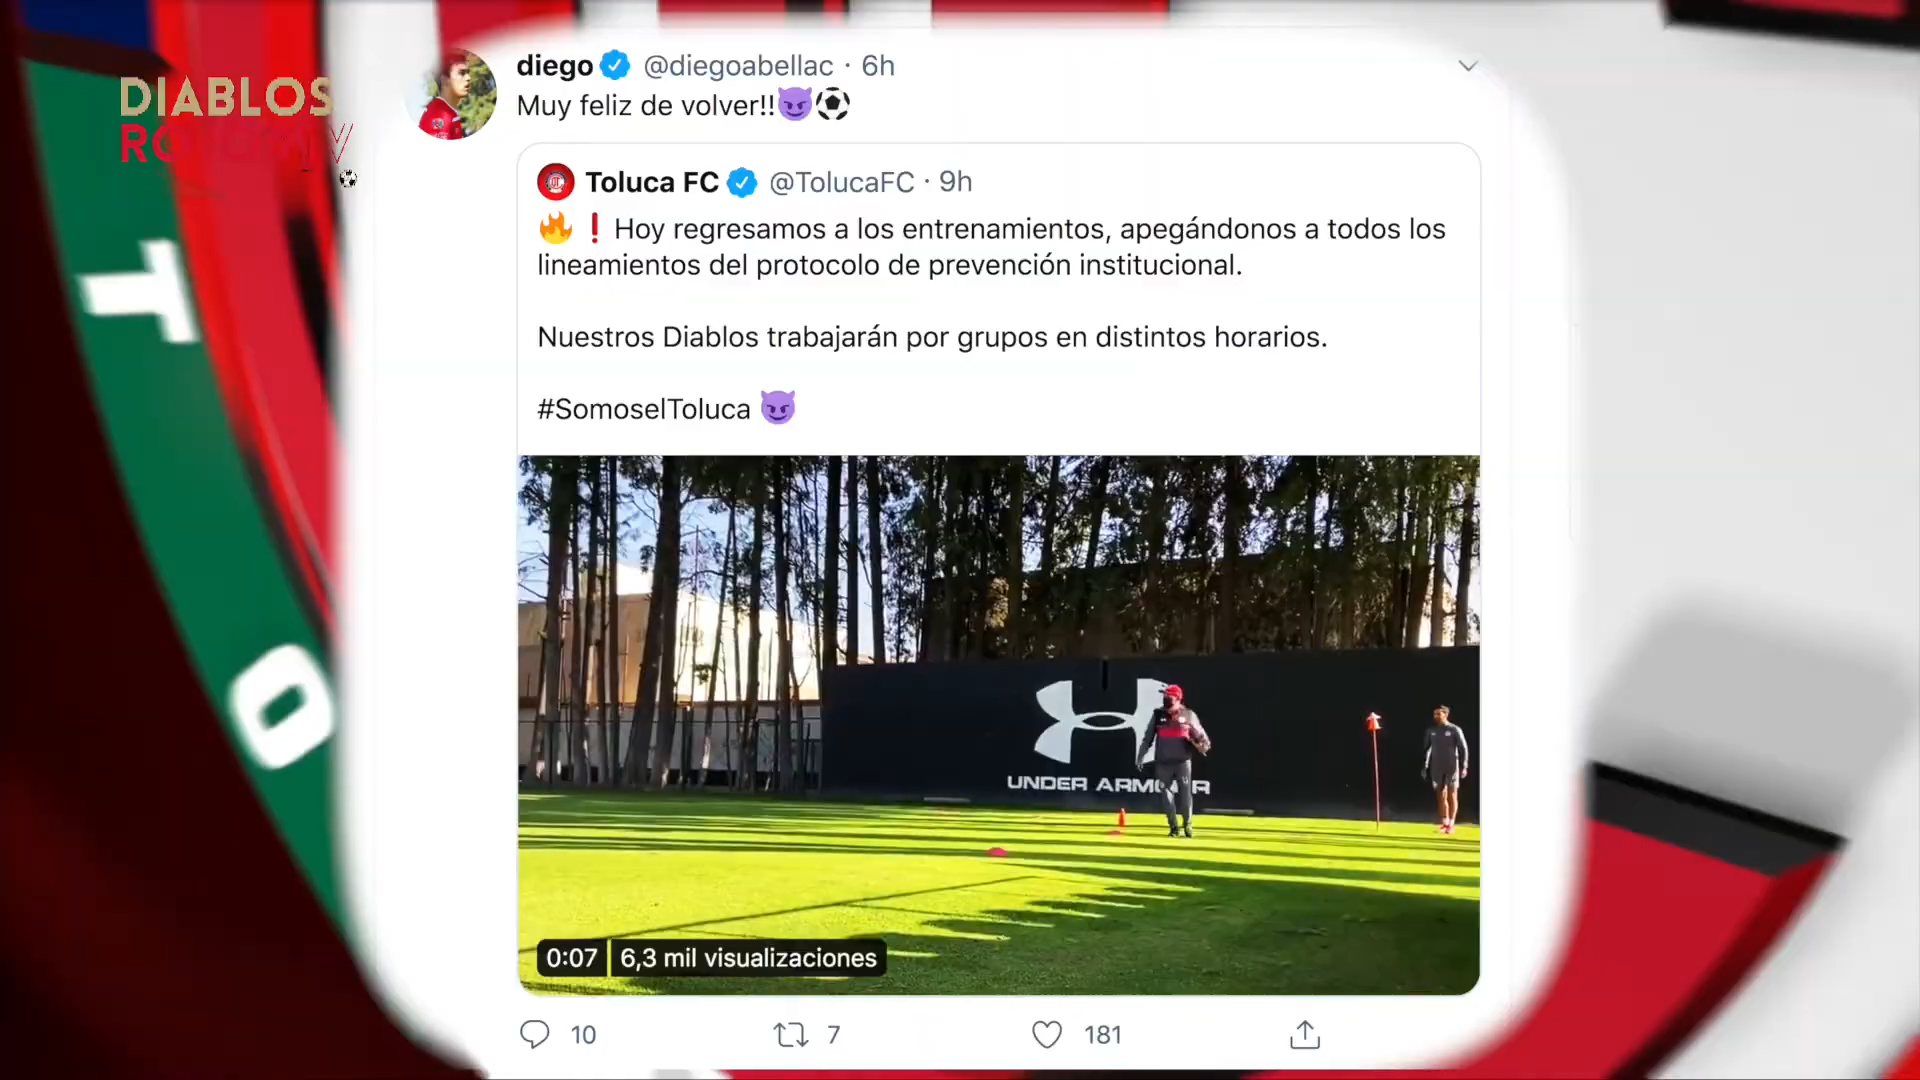 DIABLOS
diego @diegoabellac · 6h
Muy feliz de volver!!😈⚽
Toluca FC @TolucaFC · 9h
🔥❗Hoy regresamos a los entrenamientos, apegándonos a todos los
lineamientos del protocolo de prevención institucional.
Nuestros Diablos trabajarán por grupos en distintos horarios.
#SomoselToluca 😈
UNDER ARMOUR
0:07 6,3 mil visualizaciones
10 7 181
T
O